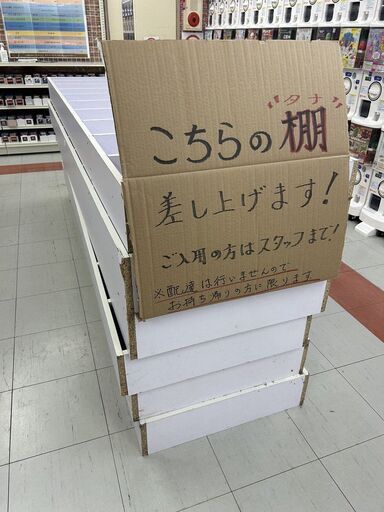 タナ
こちらの棚
差し上げます!
ご入用の方はスタッフまで!
※配達は行いませんので
お持ち帰りの方に限ります